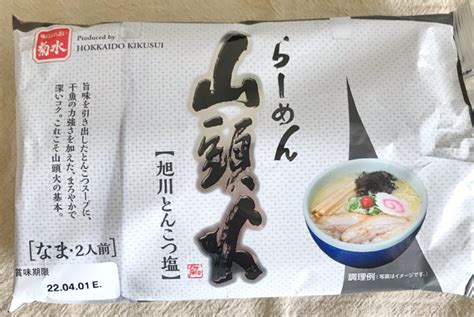 菊水
Produced by
HOKKAIDO KIKUSUI
らーめん
山頭火
【旭川とんこつ塩】
旨味を引き出したとんこつスープに、
干魚の力強さを加えた、まろやかで
深いコク。これこそ山頭火の基本。
[なま・2人前]
賞味期限
22.04.01 E.
調理例(写真はイメージです。)